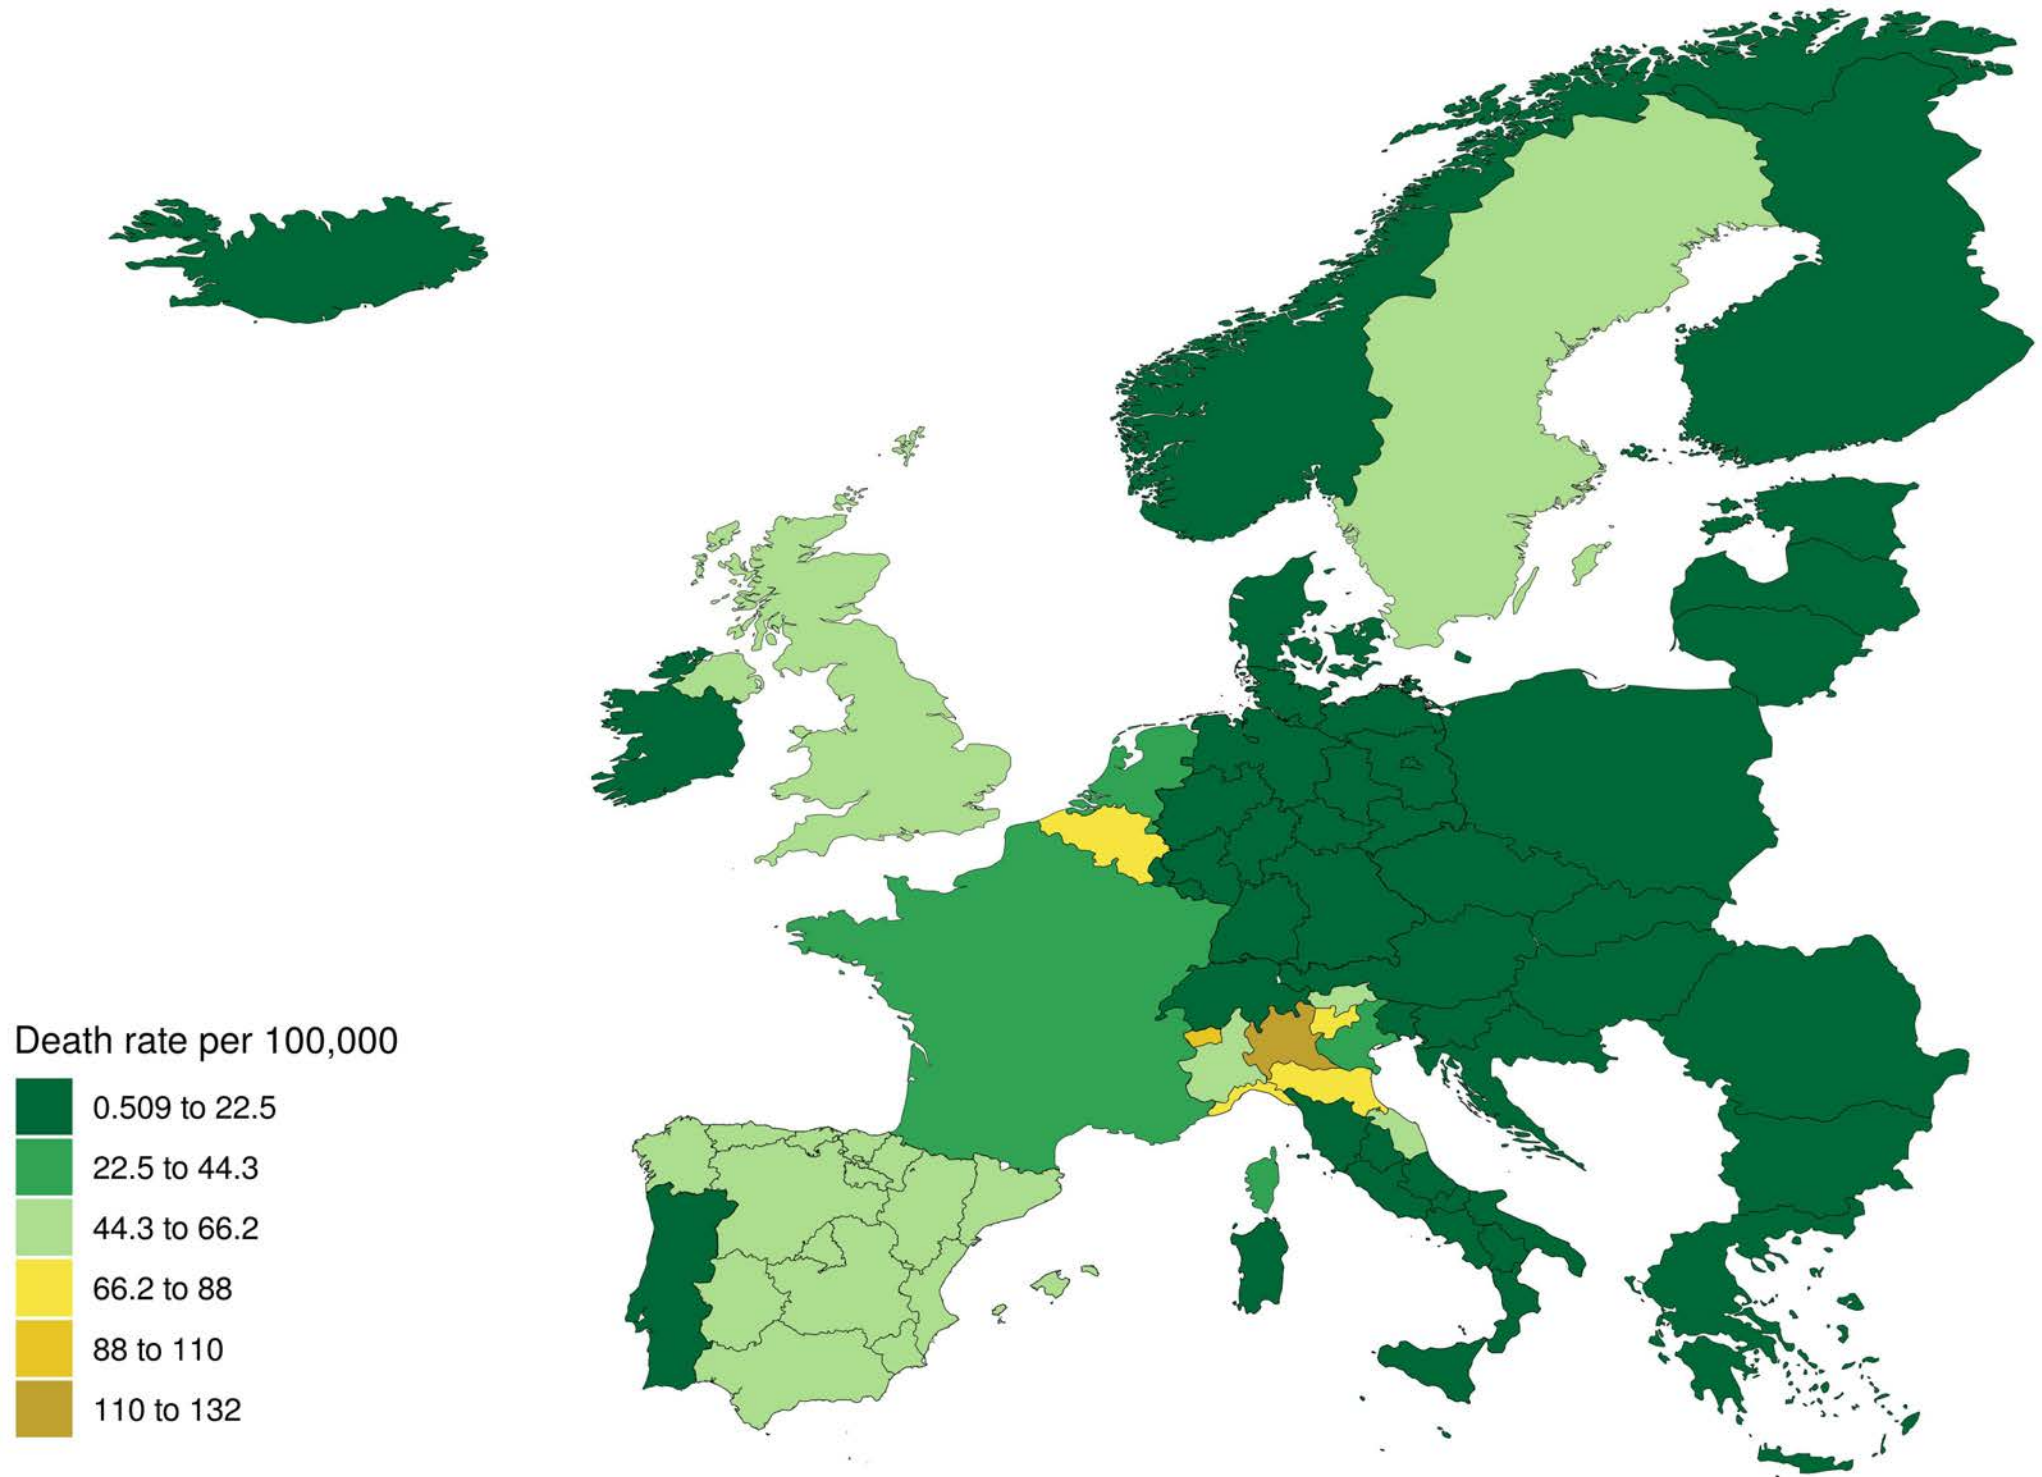 Death rate per 100,000
0.509 to 22.5
22.5 to 44.3
44.3 to 66.2
66.2 to 88
88 to 110
110 to 132